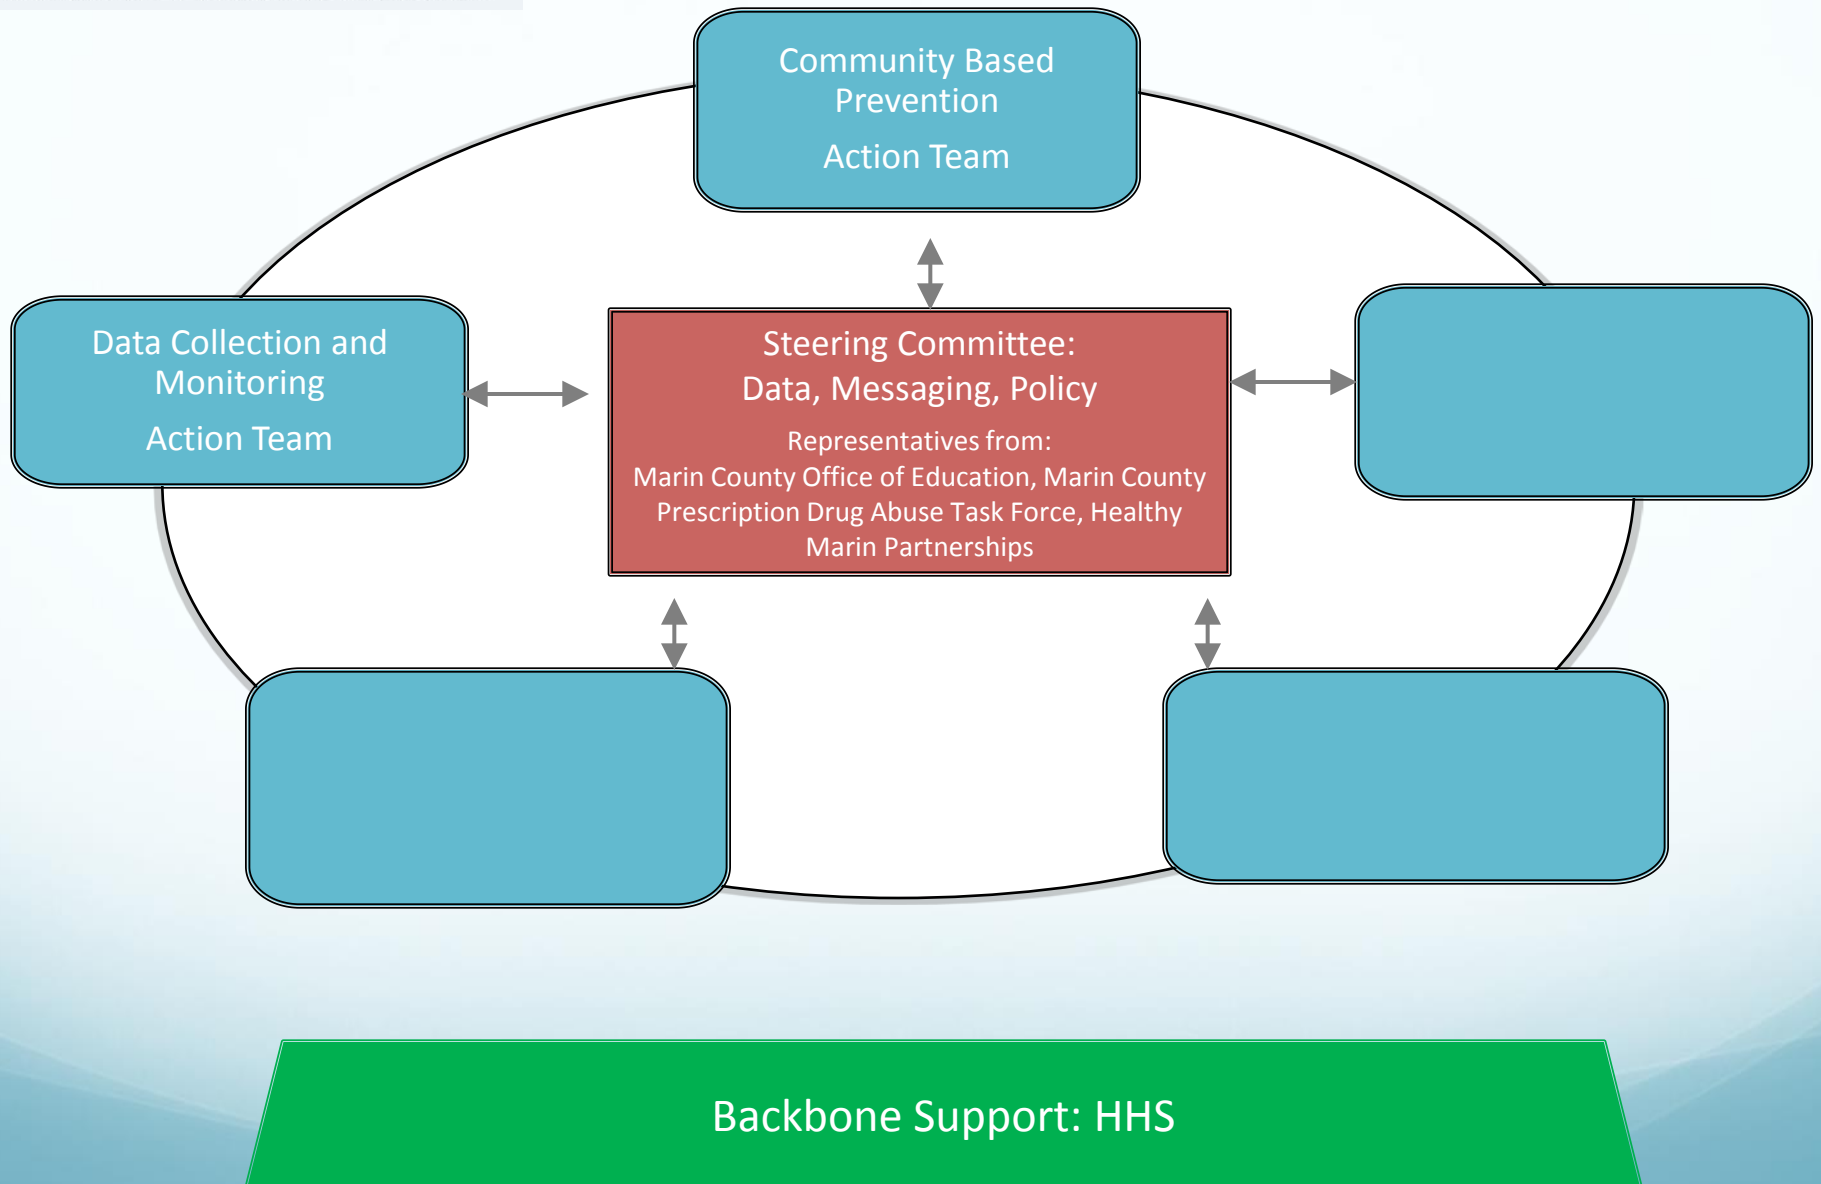 Community Based
Prevention
Action Team
Data Collection and
Monitoring
Action Team
Steering Committee:
Data, Messaging, Policy
Representatives from:
Marin County Office of Education, Marin County
Prescription Drug Abuse Task Force, Healthy
Marin Partnerships
Backbone Support: HHS